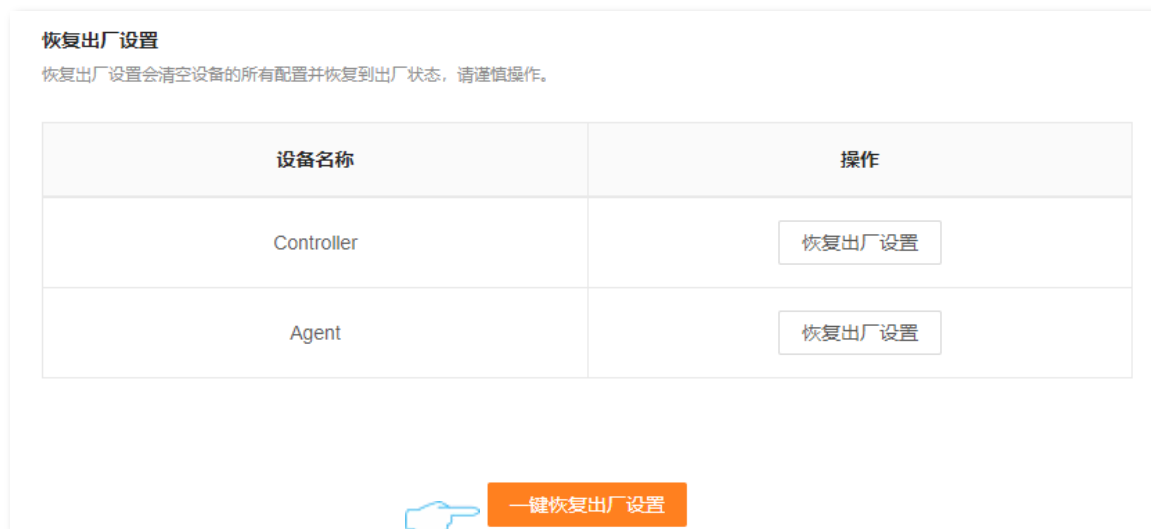 恢复出厂设置
恢复出厂设置会清空设备的所有配置并恢复到出厂状态，请谨慎操作。
设备名称 操作
Controller 恢复出厂设置
Agent 恢复出厂设置
一键恢复出厂设置